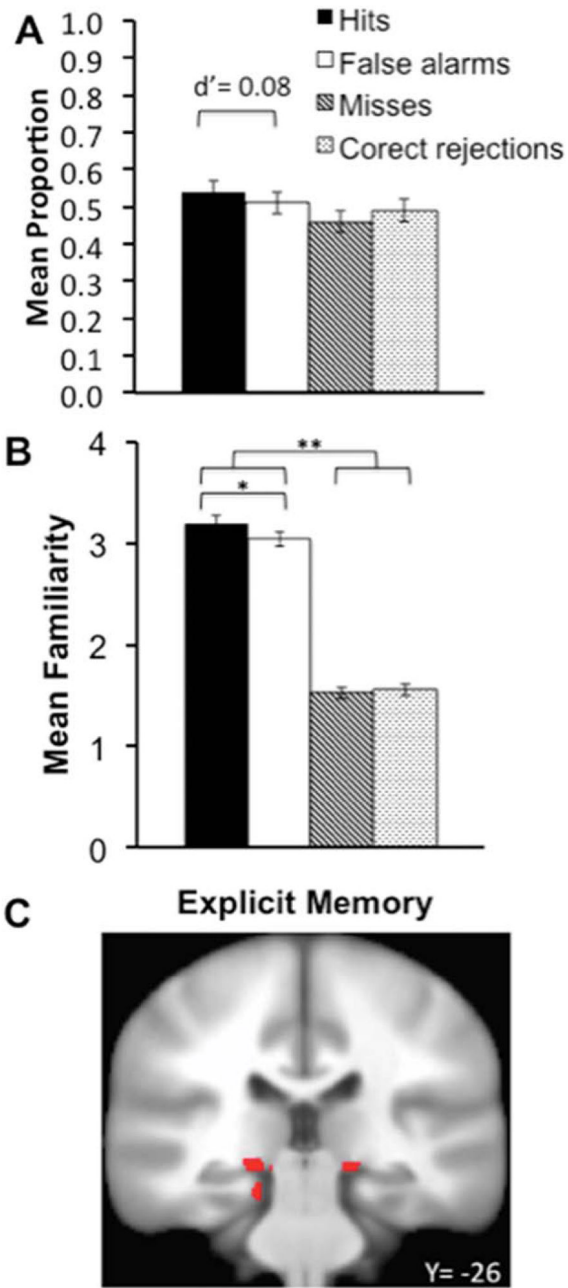 A
Hits
False alarms
Misses
Corect rejections
d′= 0.08
Mean Proportion
1.0
0.9
0.8
0.7
0.6
0.5
0.4
0.3
0.2
0.1
0.0
B
Mean Familiarity
4
3
2
1
0
**
*
C
Explicit Memory
Y= -26